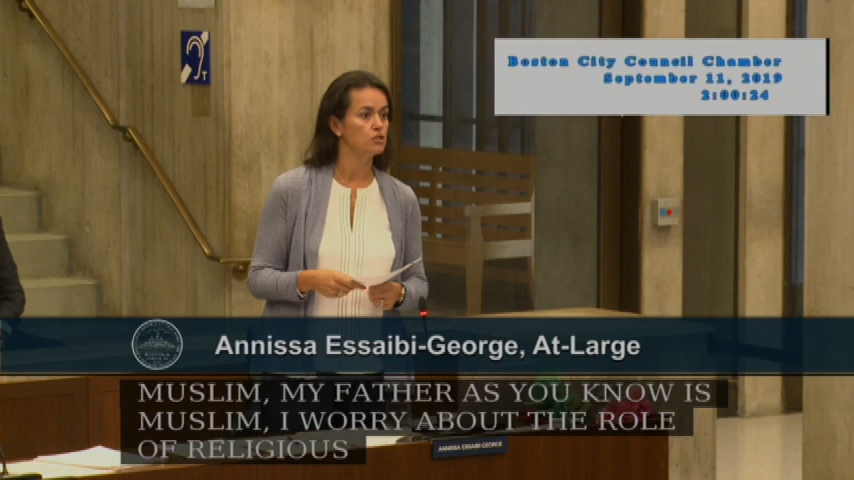 Boston City Council Chamber
September 11, 2019
2:00:24
Annissa Essaibi-George, At-Large
MUSLIM, MY FATHER AS YOU KNOW IS
MUSLIM, I WORRY ABOUT THE ROLE
OF RELIGIOUS
ANNISSA ESSAIBI-GEORGE